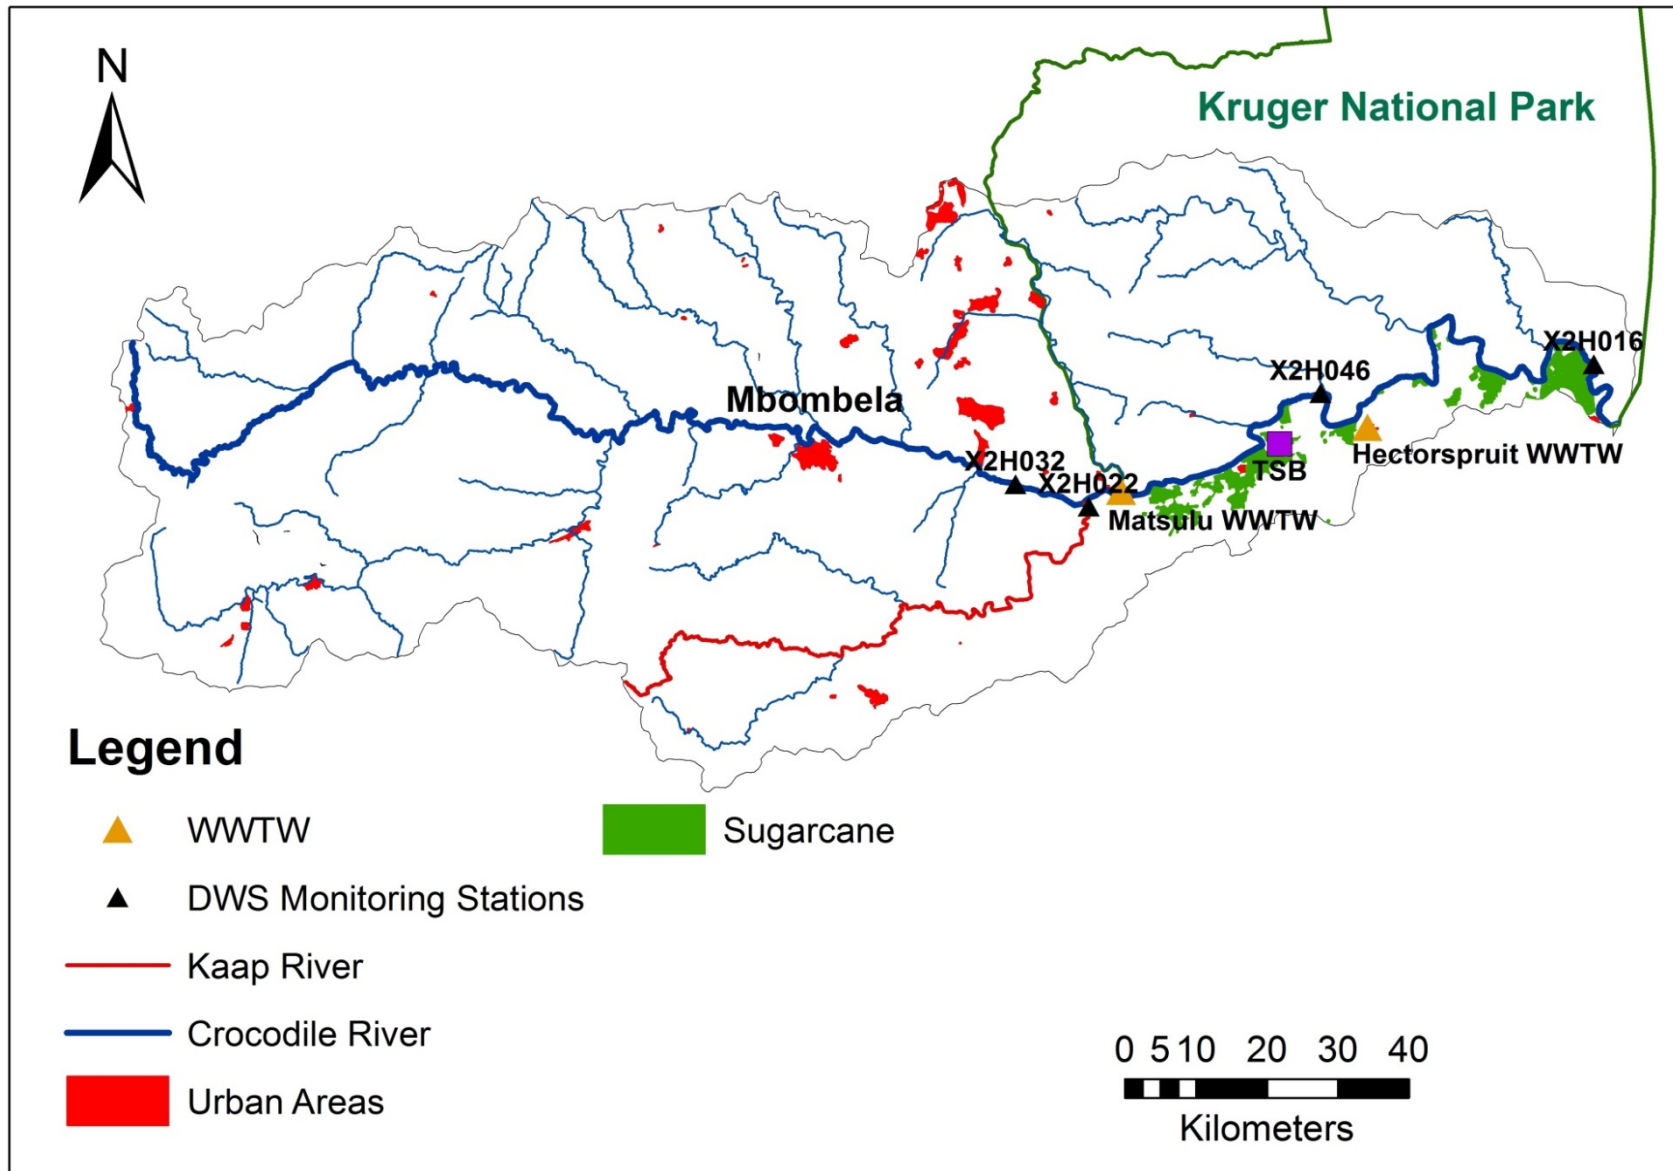 N
Kruger National Park
X2H016
X2H046
Mbombela
Hectorspruit WWTW
X2H032
TSB
X2H022
Matsulu WWTW
Legend
WWTW
Sugarcane
DWS Monitoring Stations
Kaap River
Crocodile River
Urban Areas
0 5 10 20 30 40
Kilometers